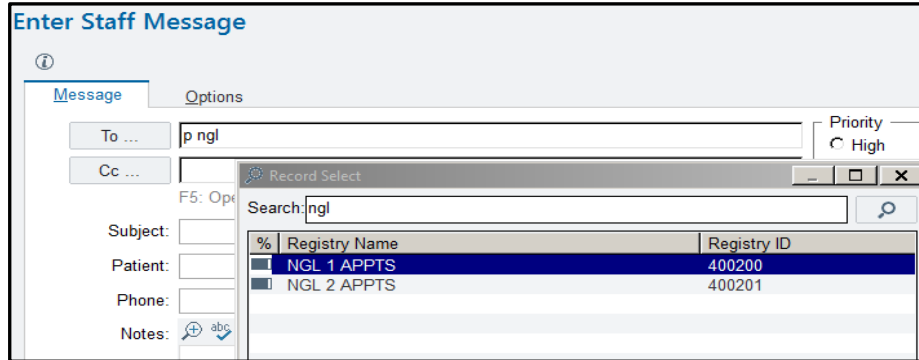 Enter Staff Message
Message Options
To ... p ngl
Priority
High
Cc ...
Record Select
F5: Ope
Search: ngl
Subject:
% Registry Name Registry ID
NGL 1 APPTS 400200
Patient:
NGL 2 APPTS 400201
Phone:
Notes: abc